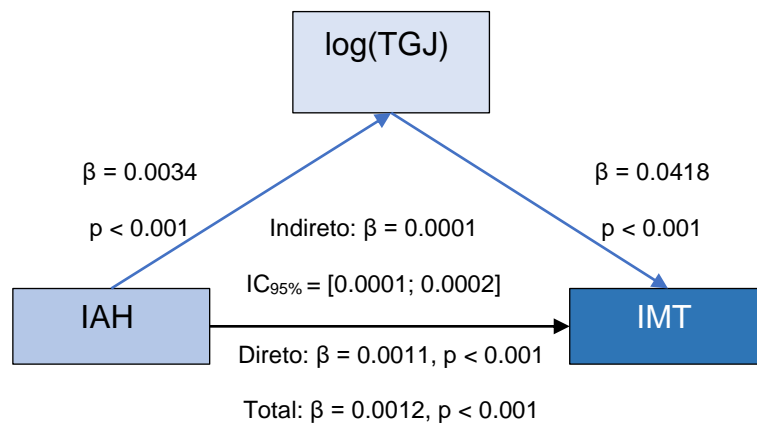 log(TGJ)
β = 0.0034
p < 0.001
β = 0.0418
p < 0.001
Indireto: β = 0.0001
IC95% = [0.0001; 0.0002]
IAH
IMT
Direto: β = 0.0011, p < 0.001
Total: β = 0.0012, p < 0.001